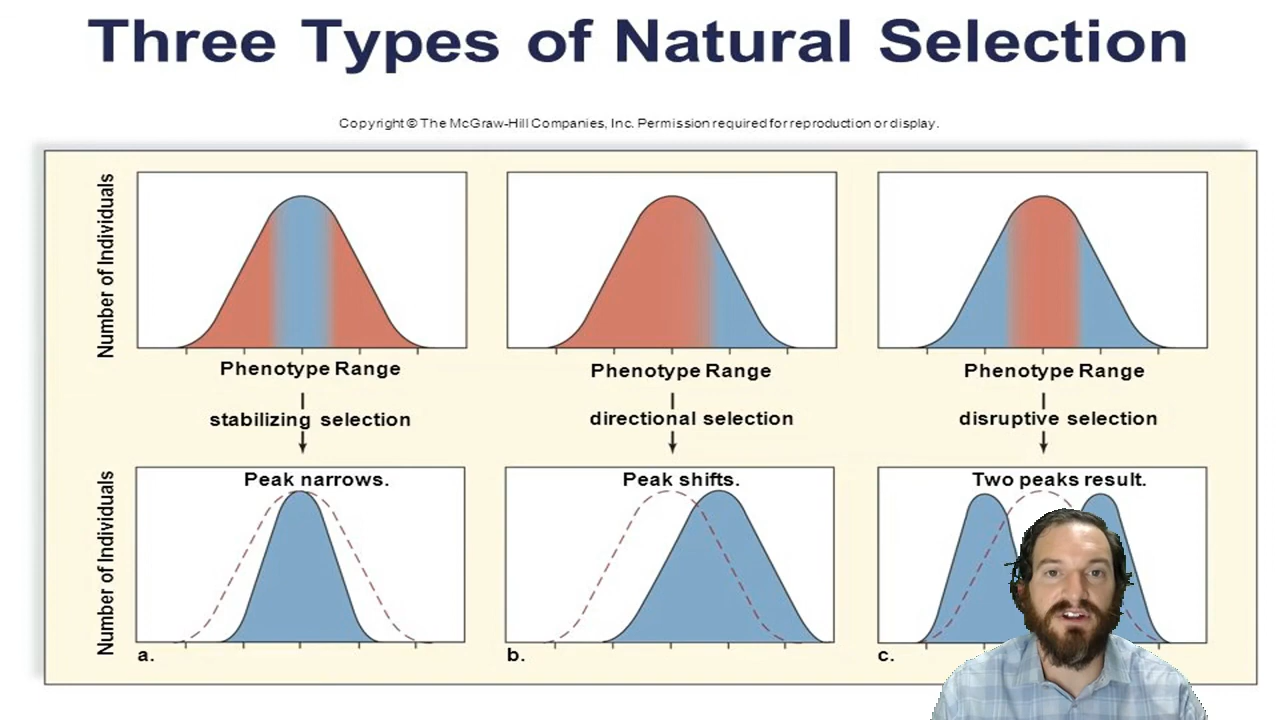 Three Types of Natural Selection
Copyright © The McGraw-Hill Companies, Inc. Permission required for reproduction or display.
Number of Individuals
Phenotype Range
Phenotype Range
Phenotype Range
stabilizing selection
directional selection
disruptive selection
Number of Individuals
Peak narrows.
Peak shifts.
Two peaks result.
a.
b.
c.